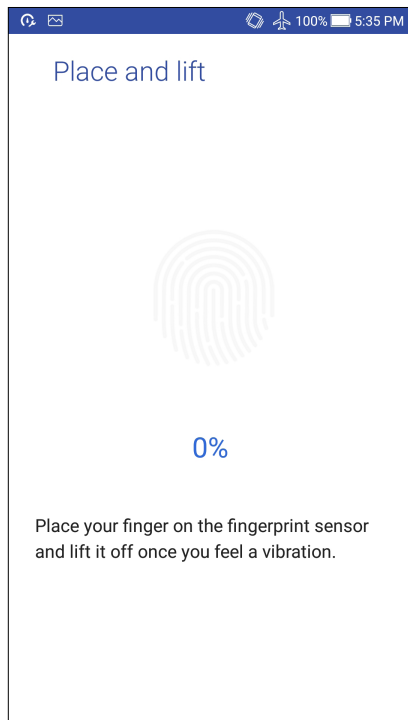 100% 5:35 PM
Place and lift
0%
Place your finger on the fingerprint sensor
and lift it off once you feel a vibration.